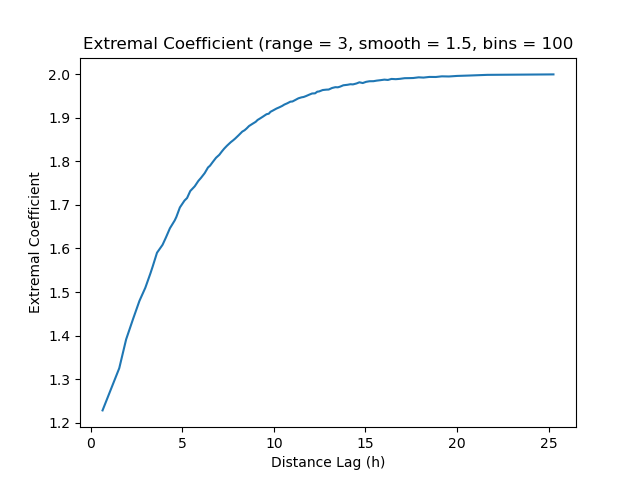 Extremal Coefficient (range = 3, smooth = 1.5, bins = 100
2.0
1.9
1.8
1.7
1.6
1.5
1.4
1.3
1.2
Extremal Coefficient
0 5 10 15 20 25
Distance Lag (h)